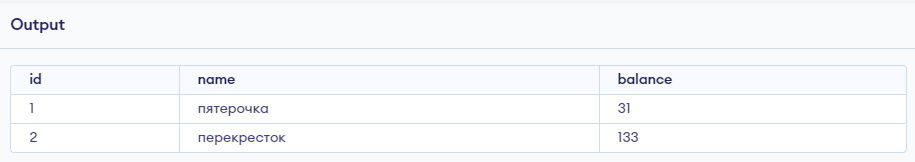 Output
id name balance
1 пятерочка 31
2 перекресток 133